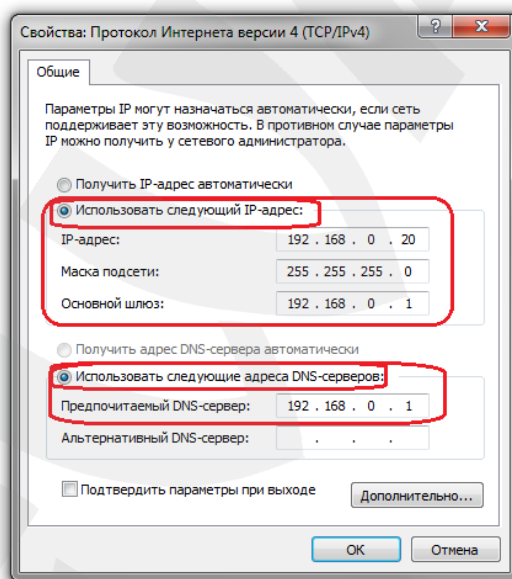 Свойства: Протокол Интернета версии 4 (TCP/IPv4)
?
Общие
Параметры IP могут назначаться автоматически, если сеть
поддерживает эту возможность. В противном случае параметры
IP можно получить у сетевого администратора.
Получить IP-адрес автоматически
Использовать следующий IP-адрес:
IP-адрес: 192 . 168 . 0 . 20
Маска подсети: 255 . 255 . 255 . 0
Основной шлюз: 192 . 168 . 0 . 1
Получить адрес DNS-сервера автоматически
Использовать следующие адреса DNS-серверов:
Предпочитаемый DNS-сервер: 192 . 168 . 0 . 1
Альтернативный DNS-сервер: . . .
Подтвердить параметры при выходе
Дополнительно...
ОК Отмена